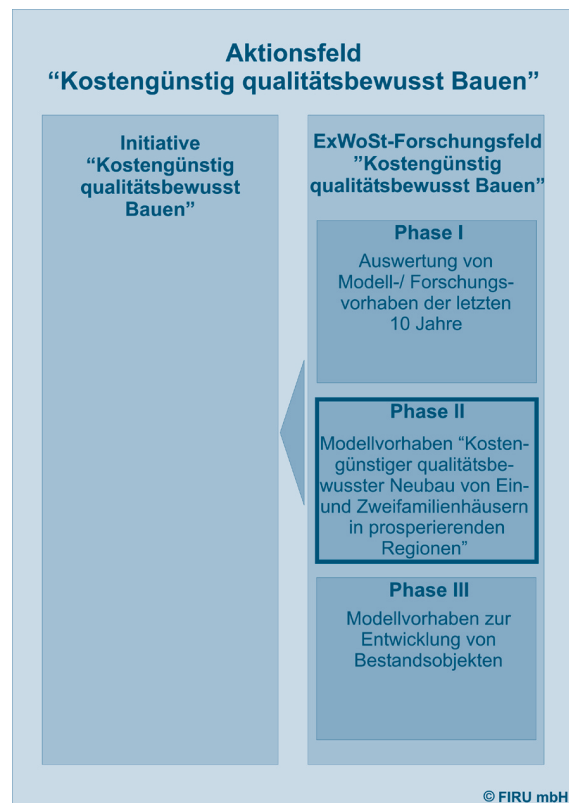 Aktionsfeld
“Kostengünstig qualitätsbewusst Bauen”
Initiative
“Kostengünstig
qualitätsbewusst
Bauen”
ExWoSt-Forschungsfeld
”Kostengünstig
qualitätsbewusst Bauen”
Phase I
Auswertung von
Modell-/ Forschungs-
vorhaben der letzten
10 Jahre
Phase II
Modellvorhaben “Kosten-
günstiger qualitätsbe-
wusster Neubau von Ein-
und Zweifamilienhäusern
in prosperierenden
Regionen”
Phase III
Modellvorhaben zur
Entwicklung von
Bestandsobjekten
© FIRU mbH